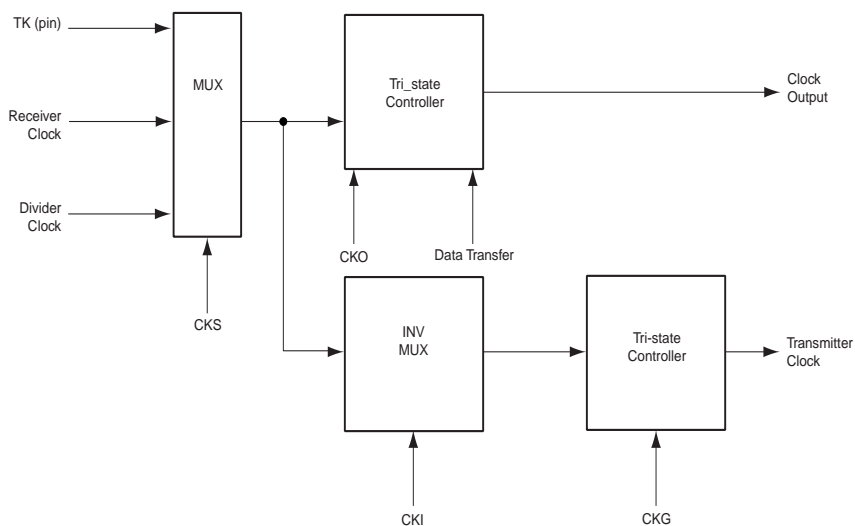 TK (pin)
MUX
Tri_state
Controller
Clock
Output
Receiver
Clock
Divider
Clock
CKO
Data Transfer
CKS
INV
MUX
Tri-state
Controller
Transmitter
Clock
CKI
CKG